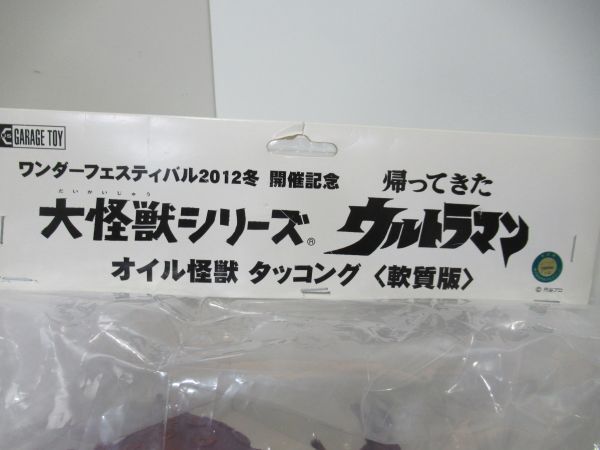 GARAGE TOY
ワンダーフェスティバル2012冬 開催記念
だいかいじゅう
大怪獣シリーズ®
帰ってきた
ウルトラマン
オイル怪獣 タッコング〈軟質版〉
©円谷プロ